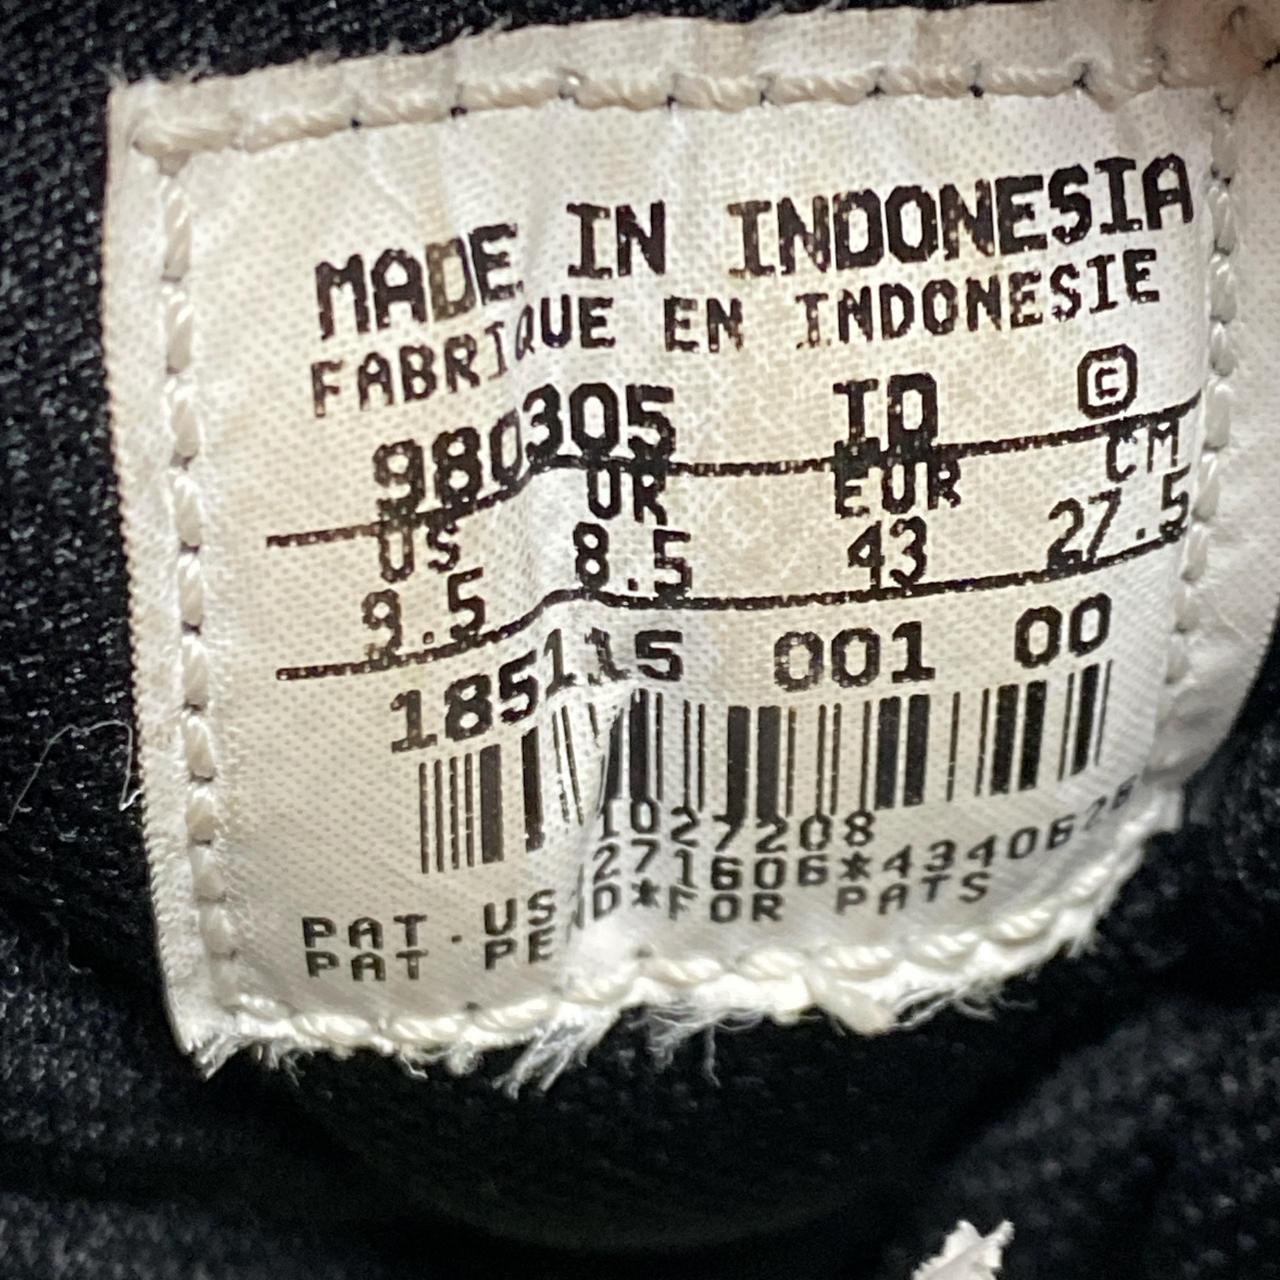 MADE IN INDONESIA
FABRIQUE EN INDONESIE
980305 ID ©
US UK EUR CM
9.5 8.5 43 27.5
185115 001 00
1027208
PAT. US 271606*4340626
PAT PEND*FOR PATS